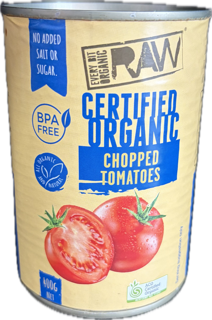 NO ADDED
SALT OR
SUGAR.
EVERY BIT
ORGANIC
RAW
BPA
FREE
CERTIFIED
ORGANIC
CHOPPED
TOMATOES
400G
NET